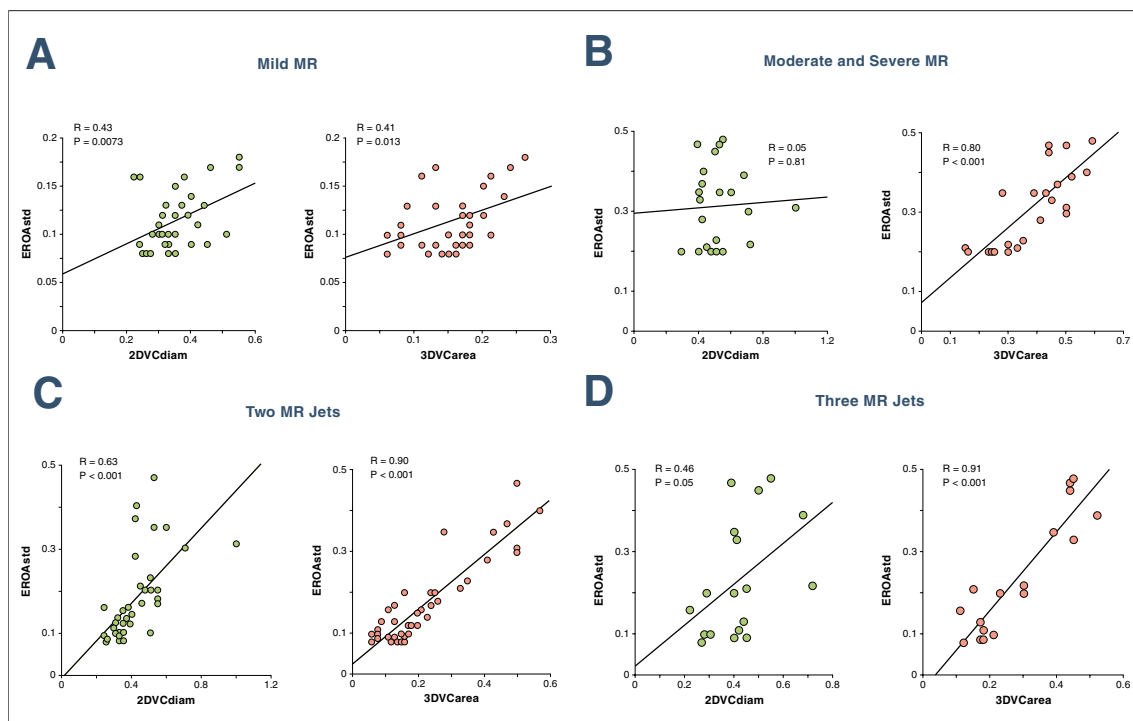 A
Mild MR
R = 0.43
P = 0.0073
EROAstd
0.2
0.15
0.1
0.05
0
0
0.2
0.4
0.6
2DVCdiam
R = 0.41
P = 0.013
EROAstd
0.2
0.15
0.1
0.05
0
0
0.1
0.2
0.3
3DVCarea
B
Moderate and Severe MR
R = 0.05
P = 0.81
EROAstd
0.5
0.3
0.1
0
0
0.4
0.8
1.2
2DVCdiam
R = 0.80
P < 0.001
EROAstd
0.5
0.3
0.1
0
0
0.1
0.3
0.5
0.7
3DVCarea
C
Two MR Jets
R = 0.63
P < 0.001
EROAstd
0.5
0.3
0.1
0
0
0.4
0.8
1.2
2DVCdiam
R = 0.90
P < 0.001
EROAstd
0.5
0.3
0.1
0
0
0.2
0.4
0.6
3DVCarea
D
Three MR Jets
R = 0.46
P = 0.05
EROAstd
0.5
0.3
0.1
0
0
0.2
0.4
0.6
0.8
2DVCdiam
R = 0.91
P < 0.001
EROAstd
0.5
0.3
0.1
0
0
0.2
0.4
0.6
3DVCarea